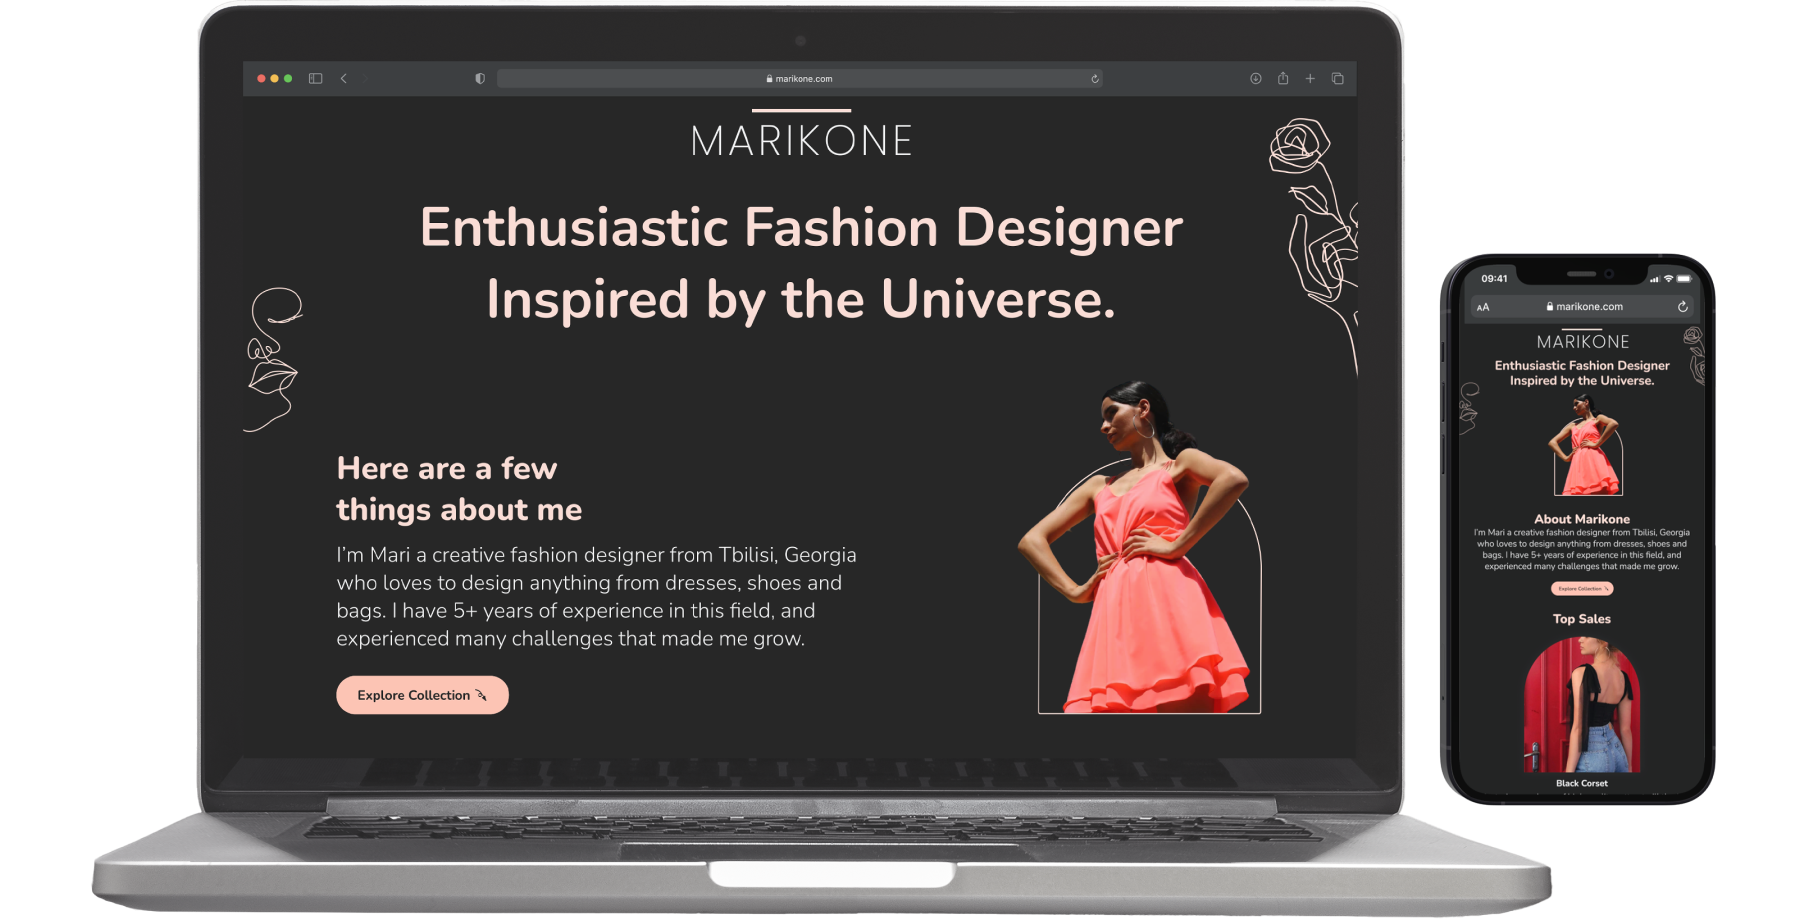 marikone.com
MARIKONE
Enthusiastic Fashion Designer
Inspired by the Universe.
Here are a few
things about me
I'm Mari a creative fashion designer from Tbilisi, Georgia
who loves to design anything from dresses, shoes and
bags. I have 5+ years of experience in this field, and
experienced many challenges that made me grow.
Explore Collection
09:41
AA
marikone.com
MARIKONE
Enthusiastic Fashion Designer
Inspired by the Universe.
About Marikone
I'm Mari a creative fashion designer from Tbilisi, Georgia
who loves to design anything from dresses, shoes and
bags. I have 5+ years of experience in this field, and
experienced many challenges that made me grow.
Explore Collection
Top Sales
Black Corset